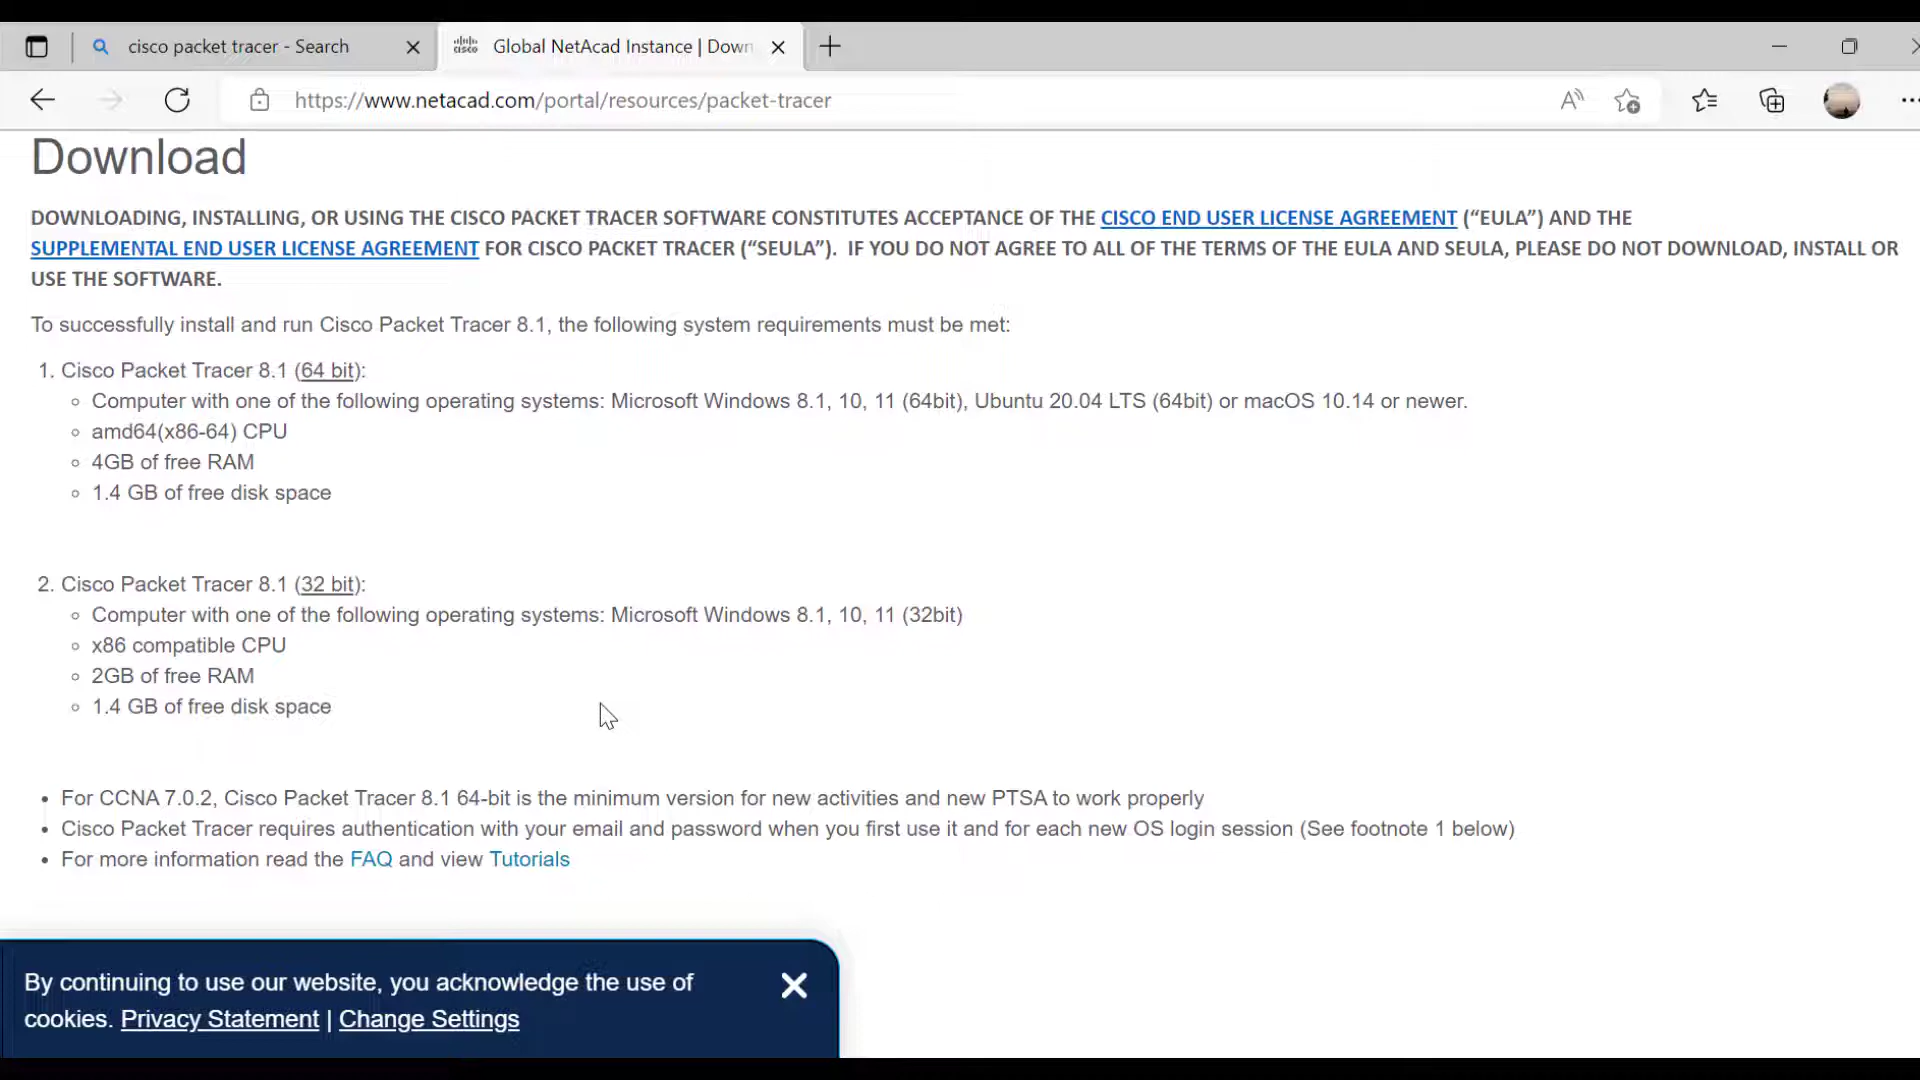 cisco packet tracer - Search
Global NetAcad Instance | Down
https://www.netacad.com/portal/resources/packet-tracer
Download
DOWNLOADING, INSTALLING, OR USING THE CISCO PACKET TRACER SOFTWARE CONSTITUTES ACCEPTANCE OF THE CISCO END USER LICENSE AGREEMENT (“EULA”) AND THE
SUPPLEMENTAL END USER LICENSE AGREEMENT FOR CISCO PACKET TRACER (“SEULA”). IF YOU DO NOT AGREE TO ALL OF THE TERMS OF THE EULA AND SEULA, PLEASE DO NOT DOWNLOAD, INSTALL OR
USE THE SOFTWARE.
To successfully install and run Cisco Packet Tracer 8.1, the following system requirements must be met:
1. Cisco Packet Tracer 8.1 (64 bit):
Computer with one of the following operating systems: Microsoft Windows 8.1, 10, 11 (64bit), Ubuntu 20.04 LTS (64bit) or macOS 10.14 or newer.
amd64(x86-64) CPU
4GB of free RAM
1.4 GB of free disk space
2. Cisco Packet Tracer 8.1 (32 bit):
Computer with one of the following operating systems: Microsoft Windows 8.1, 10, 11 (32bit)
x86 compatible CPU
2GB of free RAM
1.4 GB of free disk space
For CCNA 7.0.2, Cisco Packet Tracer 8.1 64-bit is the minimum version for new activities and new PTSA to work properly
Cisco Packet Tracer requires authentication with your email and password when you first use it and for each new OS login session (See footnote 1 below)
For more information read the FAQ and view Tutorials
By continuing to use our website, you acknowledge the use of
cookies. Privacy Statement | Change Settings